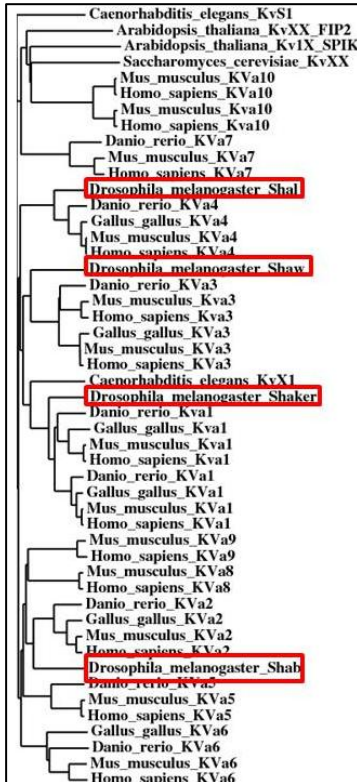 Caenorhabditis_elegans_KvS1
Arabidopsis_thaliana_KvXX_FIP2
Arabidopsis_thaliana_Kv1X_SPIK
Saccharomyces_cerevisiae_KvXX
Mus_musculus_KVa10
Homo_sapiens_KVa10
Mus_musculus_Kva10
Homo_sapiens_Kva10
Danio_rerio_KVa7
Mus_musculus_KVa7
Homo_sapiens_KVa7
Drosophila_melanogaster_Shal
Danio_rerio_KVa4
Gallus_gallus_KVa4
Mus_musculus_KVa4
Homo_sapiens_KVa4
Drosophila_melanogaster_Shaw
Danio_rerio_KVa3
Mus_musculus_KVa3
Homo_sapiens_KVa3
Gallus_gallus_KVa3
Mus_musculus_KVa3
Homo_sapiens_KVa3
Caenorhabditis_elegans_KvX1
Drosophila_melanogaster_Shaker
Danio_rerio_Kva1
Gallus_gallus_Kva1
Mus_musculus_Kva1
Homo_sapiens_Kva1
Danio_rerio_KVa1
Gallus_gallus_KVa1
Mus_musculus_KVa1
Homo_sapiens_KVa1
Mus_musculus_KVa9
Homo_sapiens_KVa9
Mus_musculus_KVa8
Homo_sapiens_KVa8
Danio_rerio_KVa2
Gallus_gallus_KVa2
Mus_musculus_KVa2
Homo_sapiens_KVa2
Drosophila_melanogaster_Shab
Danio_rerio_KVa5
Mus_musculus_KVa5
Homo_sapiens_KVa5
Gallus_gallus_KVa6
Danio_rerio_KVa6
Mus_musculus_KVa6
Homo_sapiens_KVa6